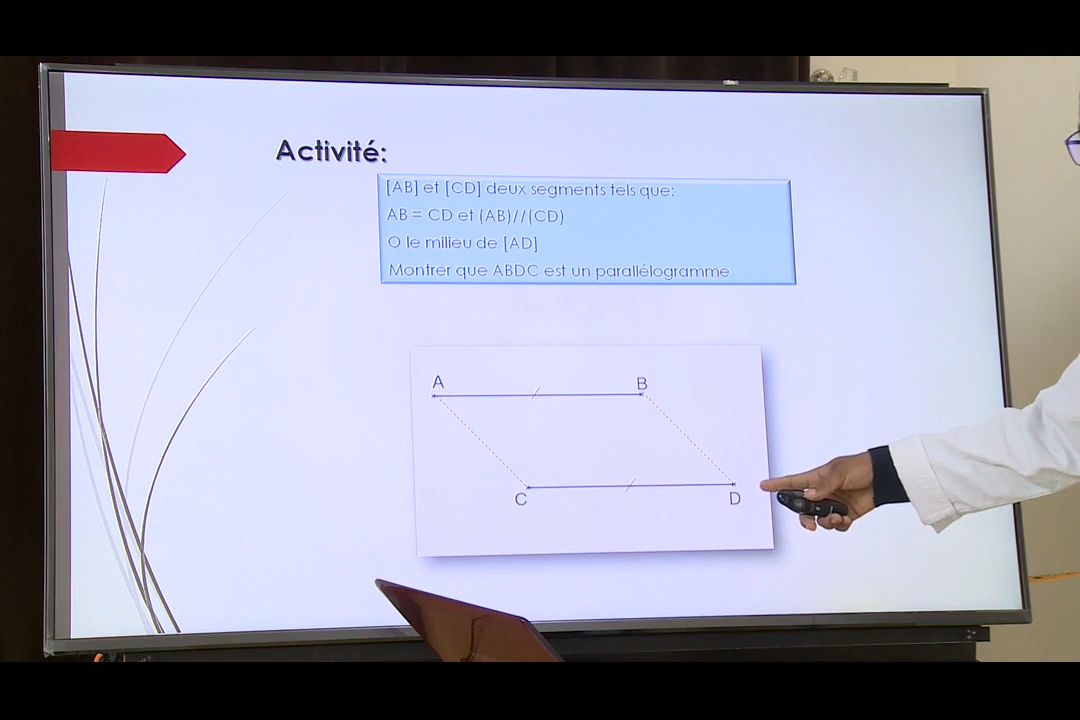 Activité:
[AB] et [CD] deux segments tels que:
AB = CD et (AB)//(CD)
O le milieu de [AD]
Montrer que ABDC est un parallélogramme
A
B
C
D